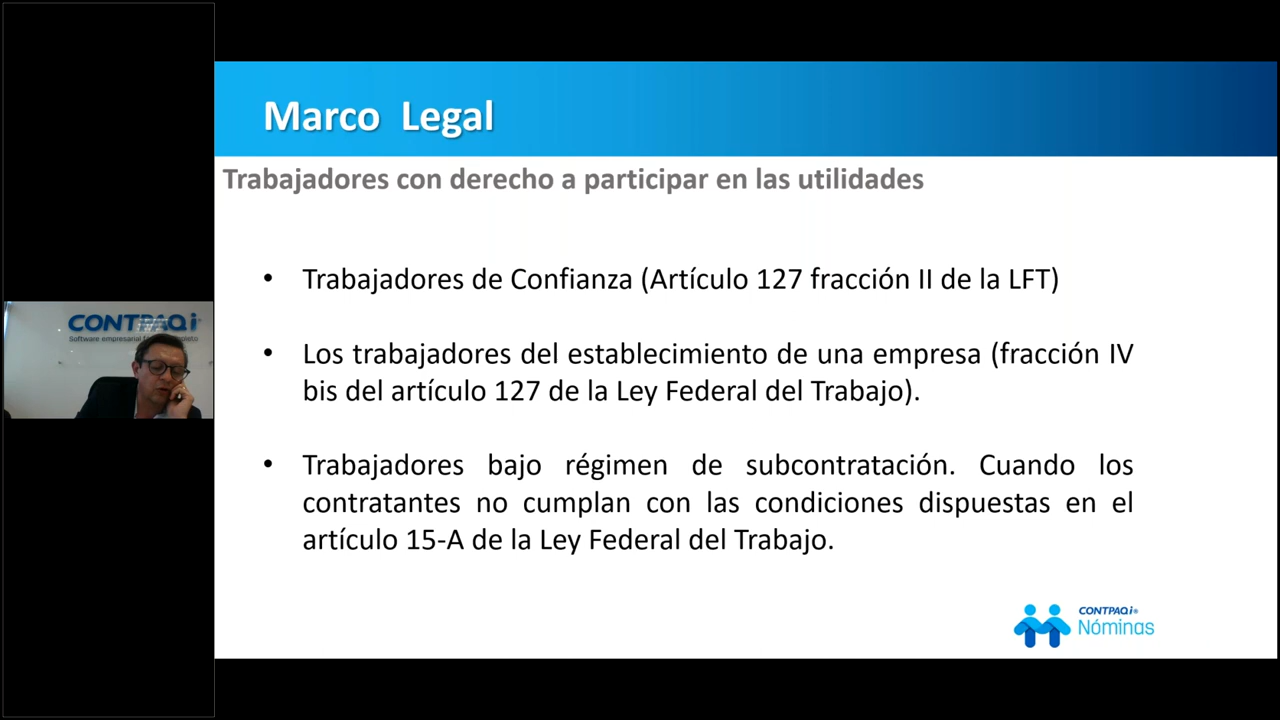 Marco Legal
Trabajadores con derecho a participar en las utilidades
• Trabajadores de Confianza (Artículo 127 fracción II de la LFT)
• Los trabajadores del establecimiento de una empresa (fracción IV
bis del artículo 127 de la Ley Federal del Trabajo).
• Trabajadores bajo régimen de subcontratación. Cuando los
contratantes no cumplan con las condiciones dispuestas en el
artículo 15-A de la Ley Federal del Trabajo.
CONTPAQi
Software empresarial
CONTPAQi®
Nóminas